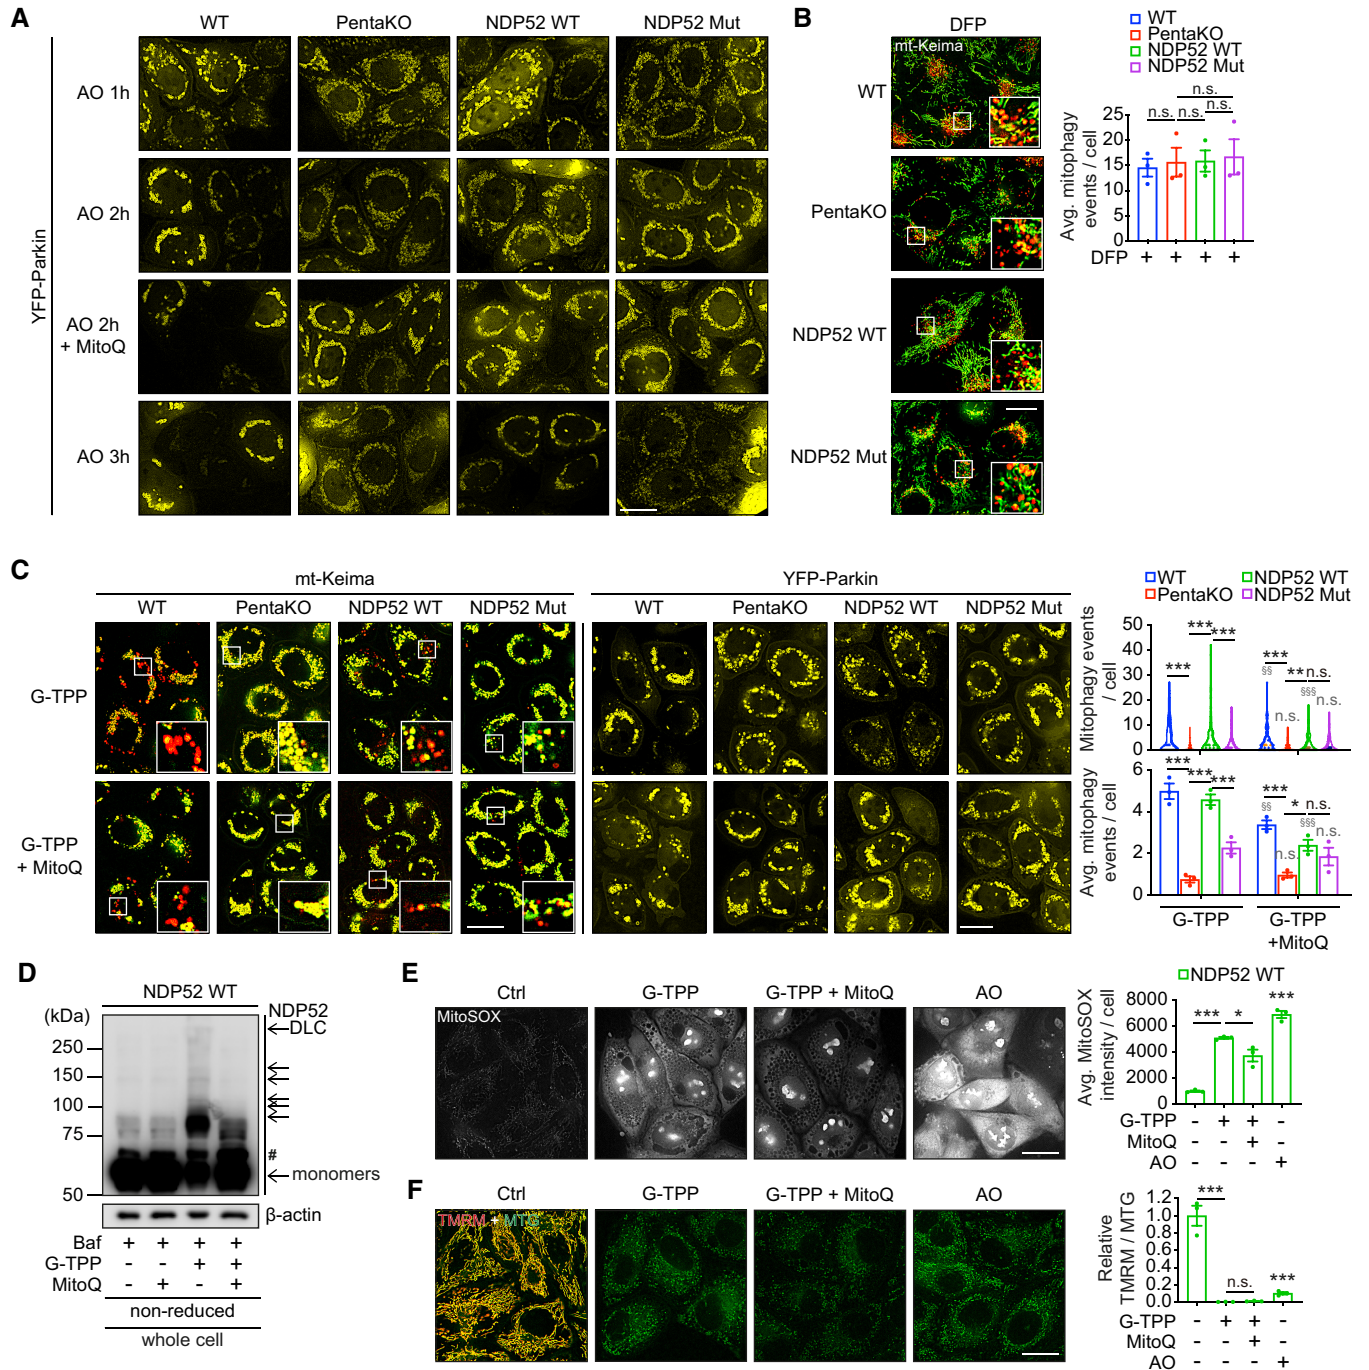 A
WT
PentaKO
NDP52 WT
NDP52 Mut
YFP-Parkin
AO 1h
AO 2h
AO 2h
+ MitoQ
AO 3h
B
DFP
mt-Keima
WT
PentaKO
NDP52 WT
NDP52 Mut
WT
PentaKO
NDP52 WT
NDP52 Mut
n.s.
n.s. n.s. n.s.
Avg. mitophagy
events / cell
25
20
15
10
5
0
DFP + + + +
C
mt-Keima
YFP-Parkin
WT PentaKO NDP52 WT NDP52 Mut
WT PentaKO NDP52 WT NDP52 Mut
G-TPP
G-TPP
+ MitoQ
WT NDP52 WT
PentaKO NDP52 Mut
Mitophagy events
/ cell
50
40
30
20
10
0
*** *** ***
*** ** n.s.
§§ n.s. §§§ n.s.
Avg. mitophagy
events / cell
6
4
2
0
*** *** ***
*** * n.s.
§§ n.s. §§§ n.s.
G-TPP
G-TPP
+MitoQ
D
NDP52 WT
(kDa)
250
150
100
75
50
NDP52
DLC
#
monomers
β-actin
Baf + + + +
G-TPP - - + +
MitoQ - + - +
non-reduced
whole cell
E
Ctrl
G-TPP
G-TPP + MitoQ
AO
MitoSOX
NDP52 WT
Avg. MitoSOX
intensity / cell
8000
6000
4000
2000
0
*** * ***
G-TPP - + + -
MitoQ - - + -
AO - - - +
F
Ctrl
G-TPP
G-TPP + MitoQ
AO
TMRM + MTG
Relative
TMRM / MTG
1.2
1.0
0.8
0.6
0.4
0.2
0.0
*** n.s. ***
G-TPP - + + -
MitoQ - - + -
AO - - - +